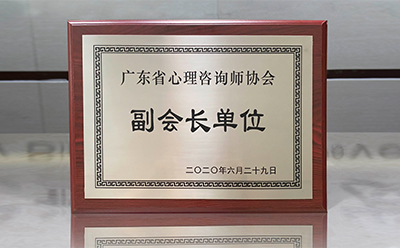 广东省心理咨询师协会
副会长单位
二〇二〇年六月二十九日